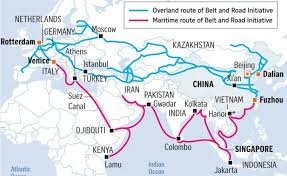 Overland route of Belt and Road Initiative
Maritime route of Belt and Road Initiative
NETHERLANDS
GERMANY
Rotterdam
Venice
ITALY
Athens
Istanbul
TURKEY
KAZAKHSTAN
Beijing
Dalian
CHINA
Xi'an
Fuzhou
IRAN
PAKISTAN
Gwadar
Kolkata
VIETNAM
Hanoi
INDIA
Suez
Canal
DJIBOUTI
KENYA
Lamu
Colombo
SINGAPORE
Jakarta
INDONESIA
Atlantic
Ocean
Indian
Ocean